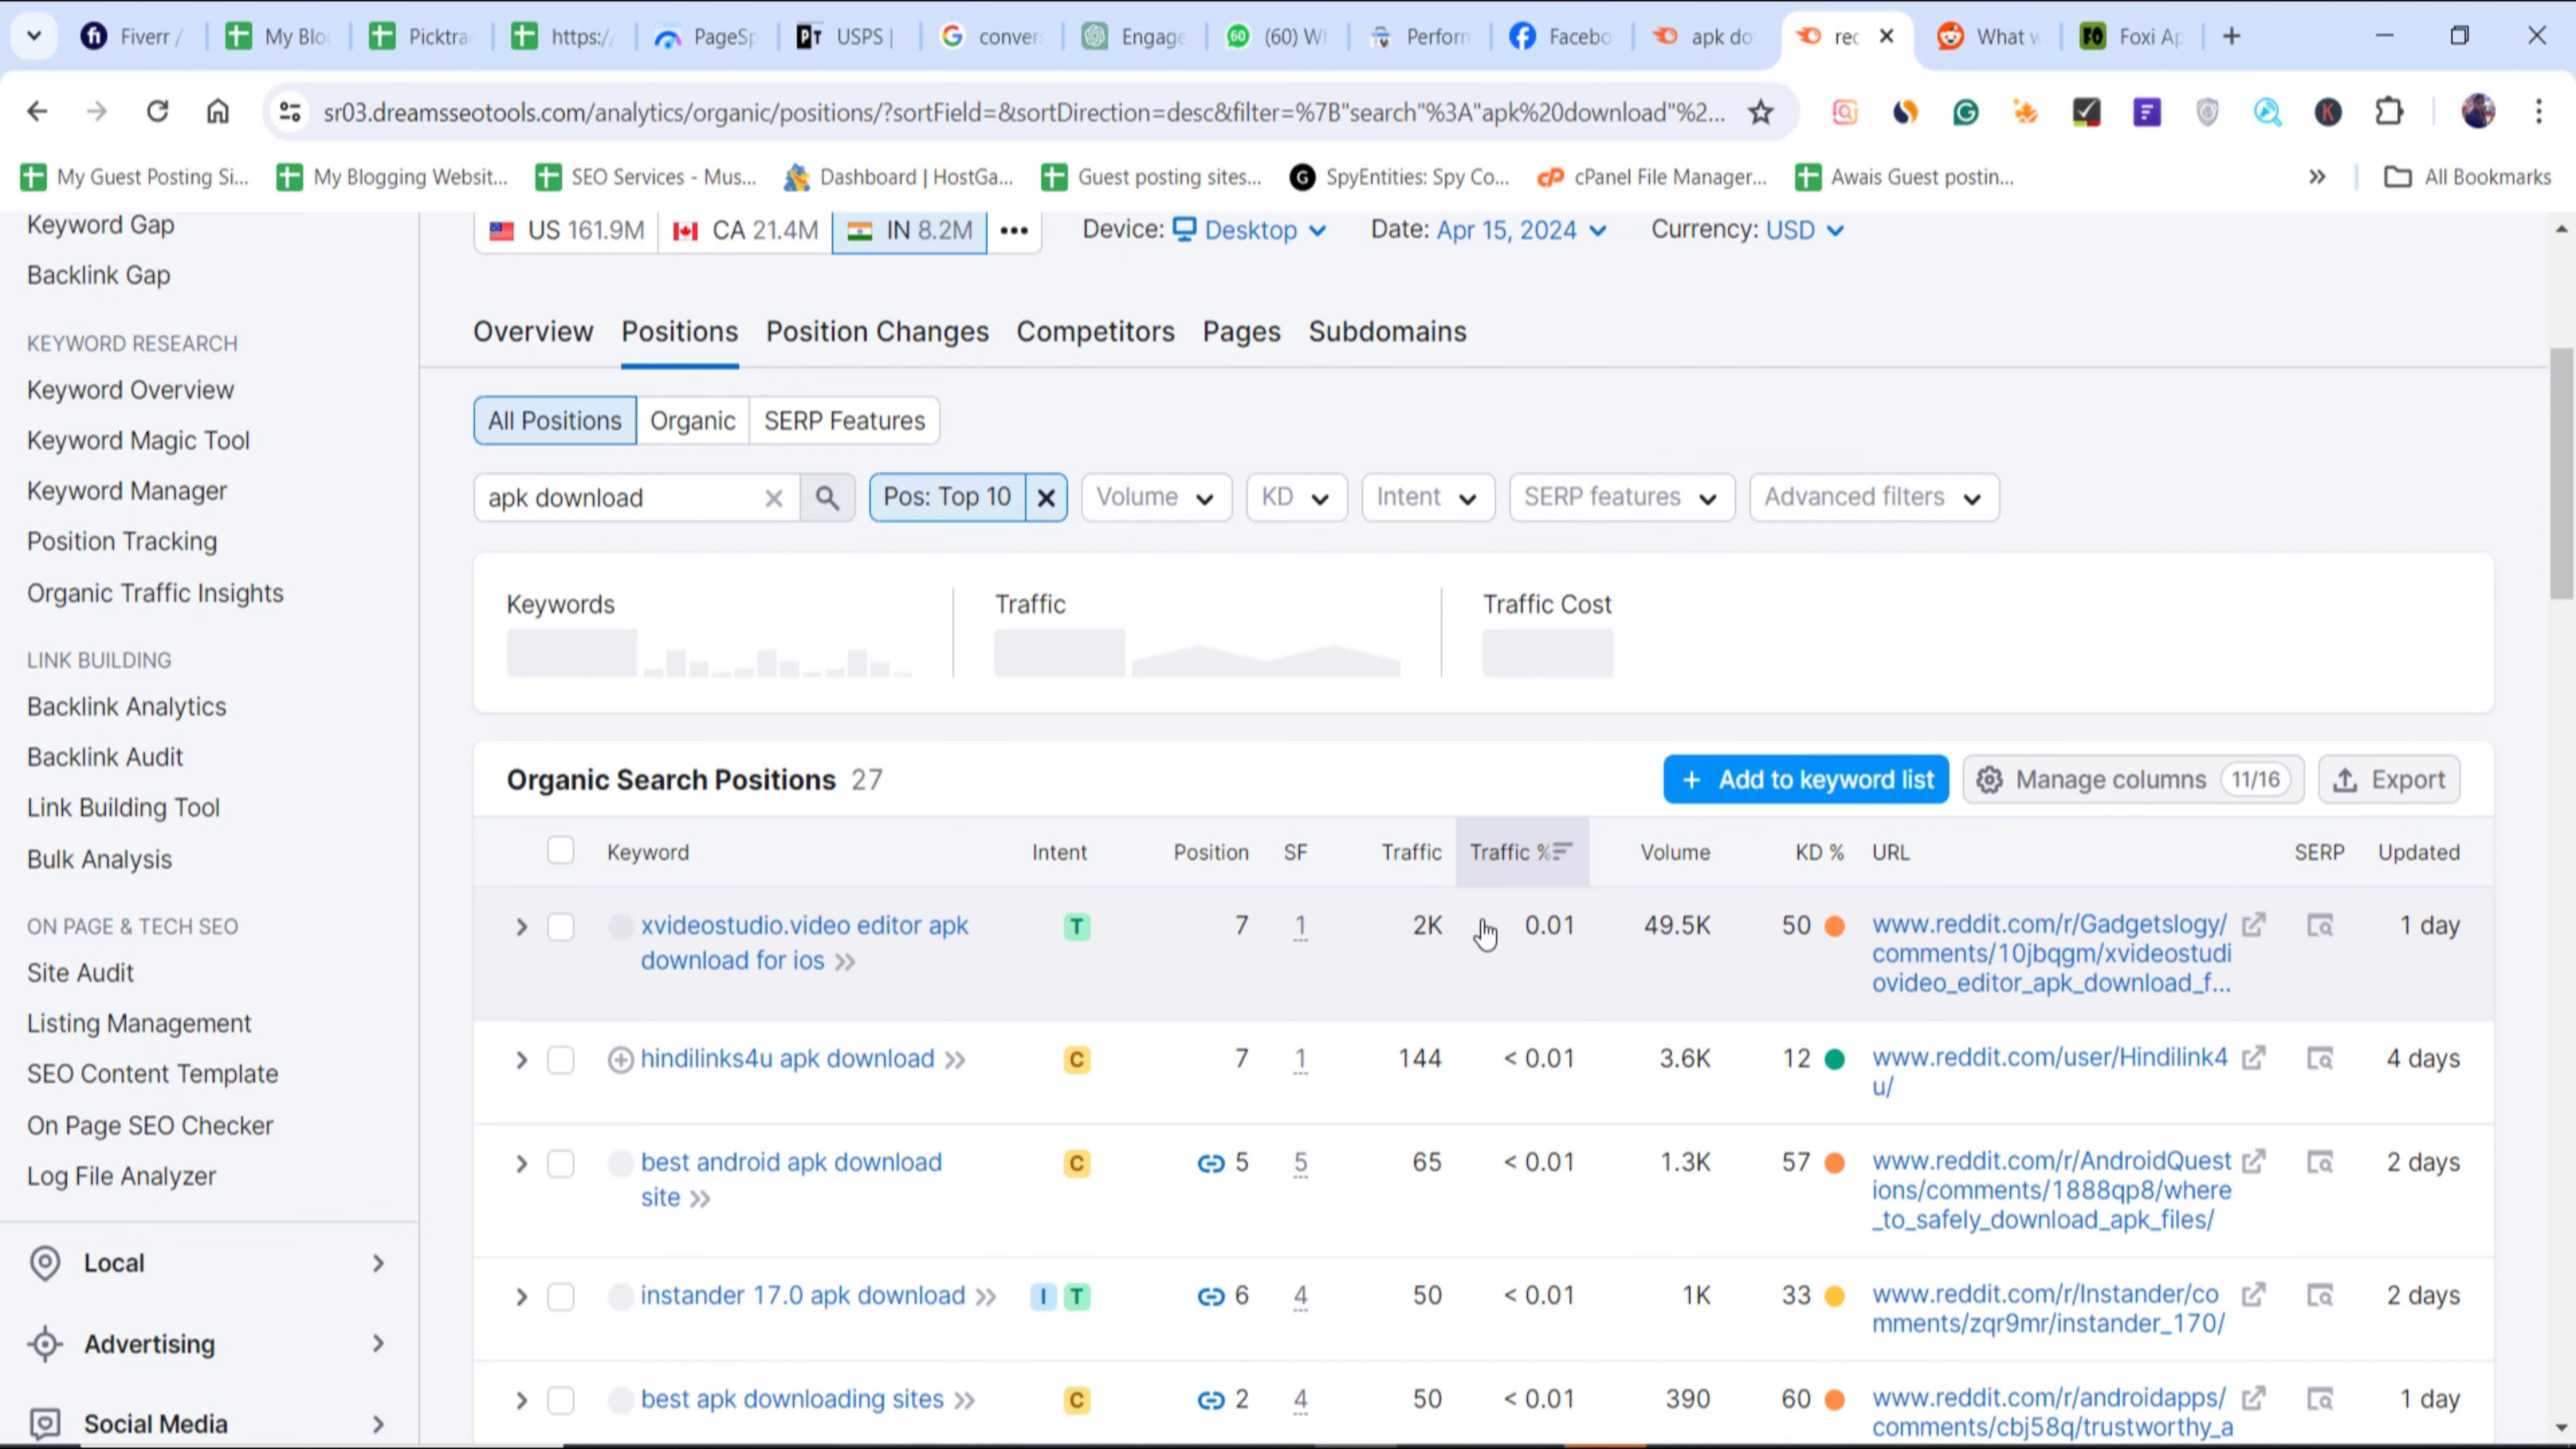 Fiverr /
My Blo
Picktra
https:/
PageSp
USPS |
conver
Engage
(60) W
Perform
Facebo
apk do
rec
What w
Foxi Ap
sr03.dreamsseotools.com/analytics/organic/positions/?sortField=&sortDirection=desc&filter=%7B"search"%3A"apk%20download"%2...
My Guest Posting Si...
My Blogging Websit...
SEO Services - Mus...
Dashboard | HostGa...
Guest posting sites...
SpyEntities: Spy Co...
cPanel File Manager...
Awais Guest postin...
All Bookmarks
Keyword Gap
Backlink Gap
KEYWORD RESEARCH
Keyword Overview
Keyword Magic Tool
Keyword Manager
Position Tracking
Organic Traffic Insights
LINK BUILDING
Backlink Analytics
Backlink Audit
Link Building Tool
Bulk Analysis
ON PAGE & TECH SEO
Site Audit
Listing Management
SEO Content Template
On Page SEO Checker
Log File Analyzer
Local
Advertising
Social Media
US 161.9M CA 21.4M IN 8.2M Device: Desktop Date: Apr 15, 2024 Currency: USD
Overview Positions Position Changes Competitors Pages Subdomains
All Positions Organic SERP Features
apk download Pos: Top 10 Volume KD Intent SERP features Advanced filters
Keywords Traffic Traffic Cost
Organic Search Positions 27 + Add to keyword list Manage columns 11/16 Export
Keyword Intent Position SF Traffic Traffic % Volume KD % URL SERP Updated
xvideostudio.video editor apk T 7 1 2K 0.01 49.5K 50 www.reddit.com/r/Gadgetslogy/ 1 day
download for ios comments/10jbqgm/xvideostudi
ovideo_editor_apk_download_f...
hindilinks4u apk download C 7 1 144 < 0.01 3.6K 12 www.reddit.com/user/Hindilink4 4 days
u/
best android apk download C 5 5 65 < 0.01 1.3K 57 www.reddit.com/r/AndroidQuest 2 days
site ions/comments/1888qp8/where
_to_safely_download_apk_files/
instander 17.0 apk download I T 6 4 50 < 0.01 1K 33 www.reddit.com/r/Instander/co 2 days
mments/zqr9mr/instander_170/
best apk downloading sites C 2 4 50 < 0.01 390 60 www.reddit.com/r/androidapps/ 1 day
comments/cbj58q/trustworthy_a